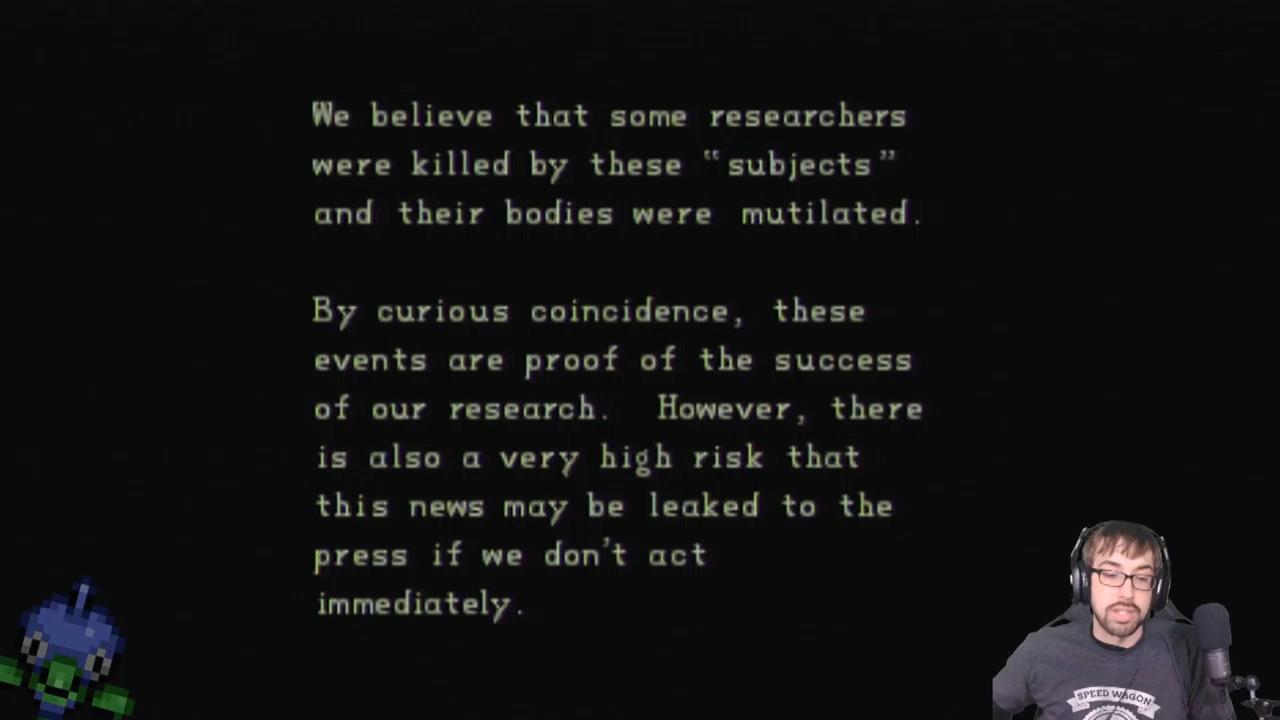 We believe that some researchers
were killed by these “subjects”
and their bodies were mutilated.
By curious coincidence, these
events are proof of the success
of our research. However, there
is also a very high risk that
this news may be leaked to the
press if we don't act
immediately.
SPEED WAGON